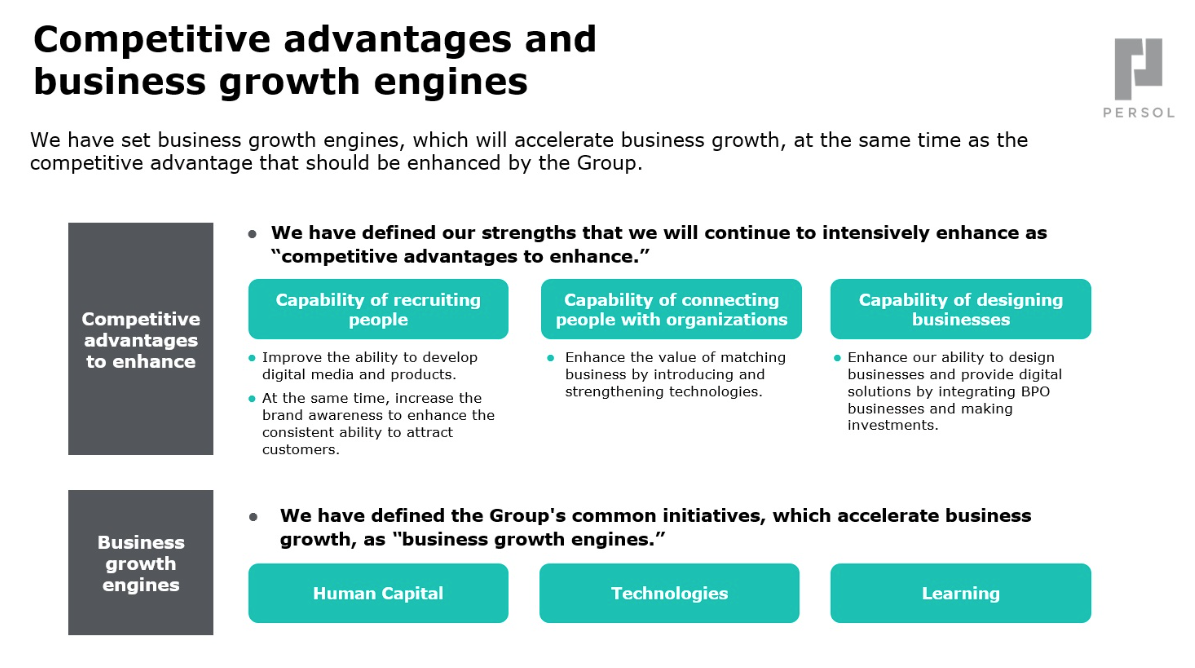 Competitive advantages and
business growth engines
PERSOL
We have set business growth engines, which will accelerate business growth, at the same time as the
competitive advantage that should be enhanced by the Group.
Competitive
advantages
to enhance
● We have defined our strengths that we will continue to intensively enhance as
“competitive advantages to enhance.”
Capability of recruiting
people
● Improve the ability to develop
digital media and products.
● At the same time, increase the
brand awareness to enhance the
consistent ability to attract
customers.
Capability of connecting
people with organizations
● Enhance the value of matching
business by introducing and
strengthening technologies.
Capability of designing
businesses
● Enhance our ability to design
businesses and provide digital
solutions by integrating BPO
businesses and making
investments.
Business
growth
engines
● We have defined the Group's common initiatives, which accelerate business
growth, as “business growth engines.”
Human Capital
Technologies
Learning